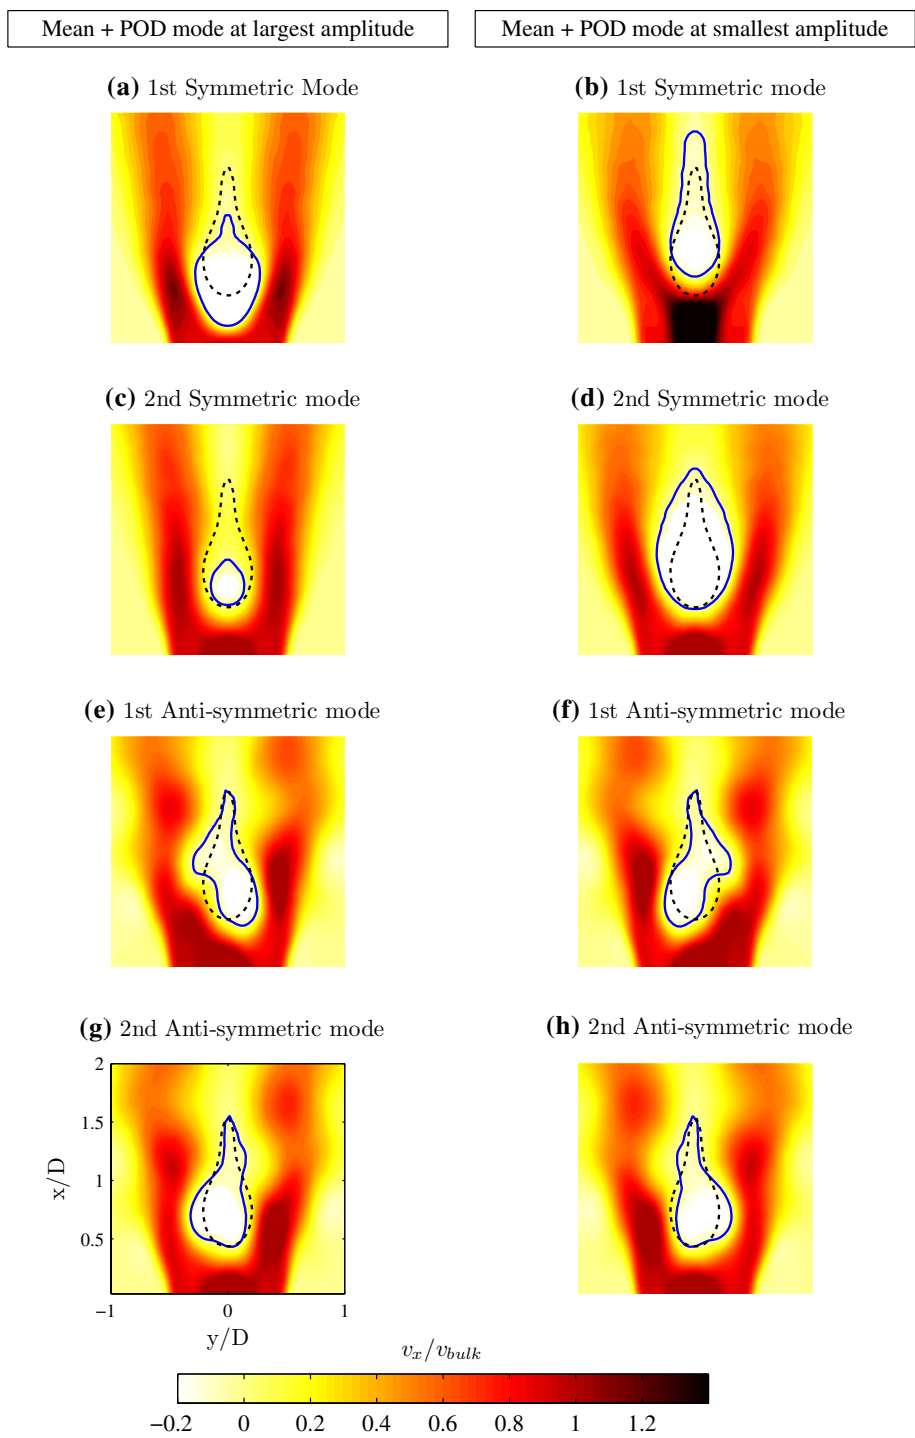 Mean + POD mode at largest amplitude
Mean + POD mode at smallest amplitude
(a) 1st Symmetric Mode
(b) 1st Symmetric mode
(c) 2nd Symmetric mode
(d) 2nd Symmetric mode
(e) 1st Anti-symmetric mode
(f) 1st Anti-symmetric mode
(g) 2nd Anti-symmetric mode
(h) 2nd Anti-symmetric mode
2
1.5
1
0.5
x/D
−1 0 1
y/D
v_x/v_{bulk}
−0.2 0 0.2 0.4 0.6 0.8 1 1.2